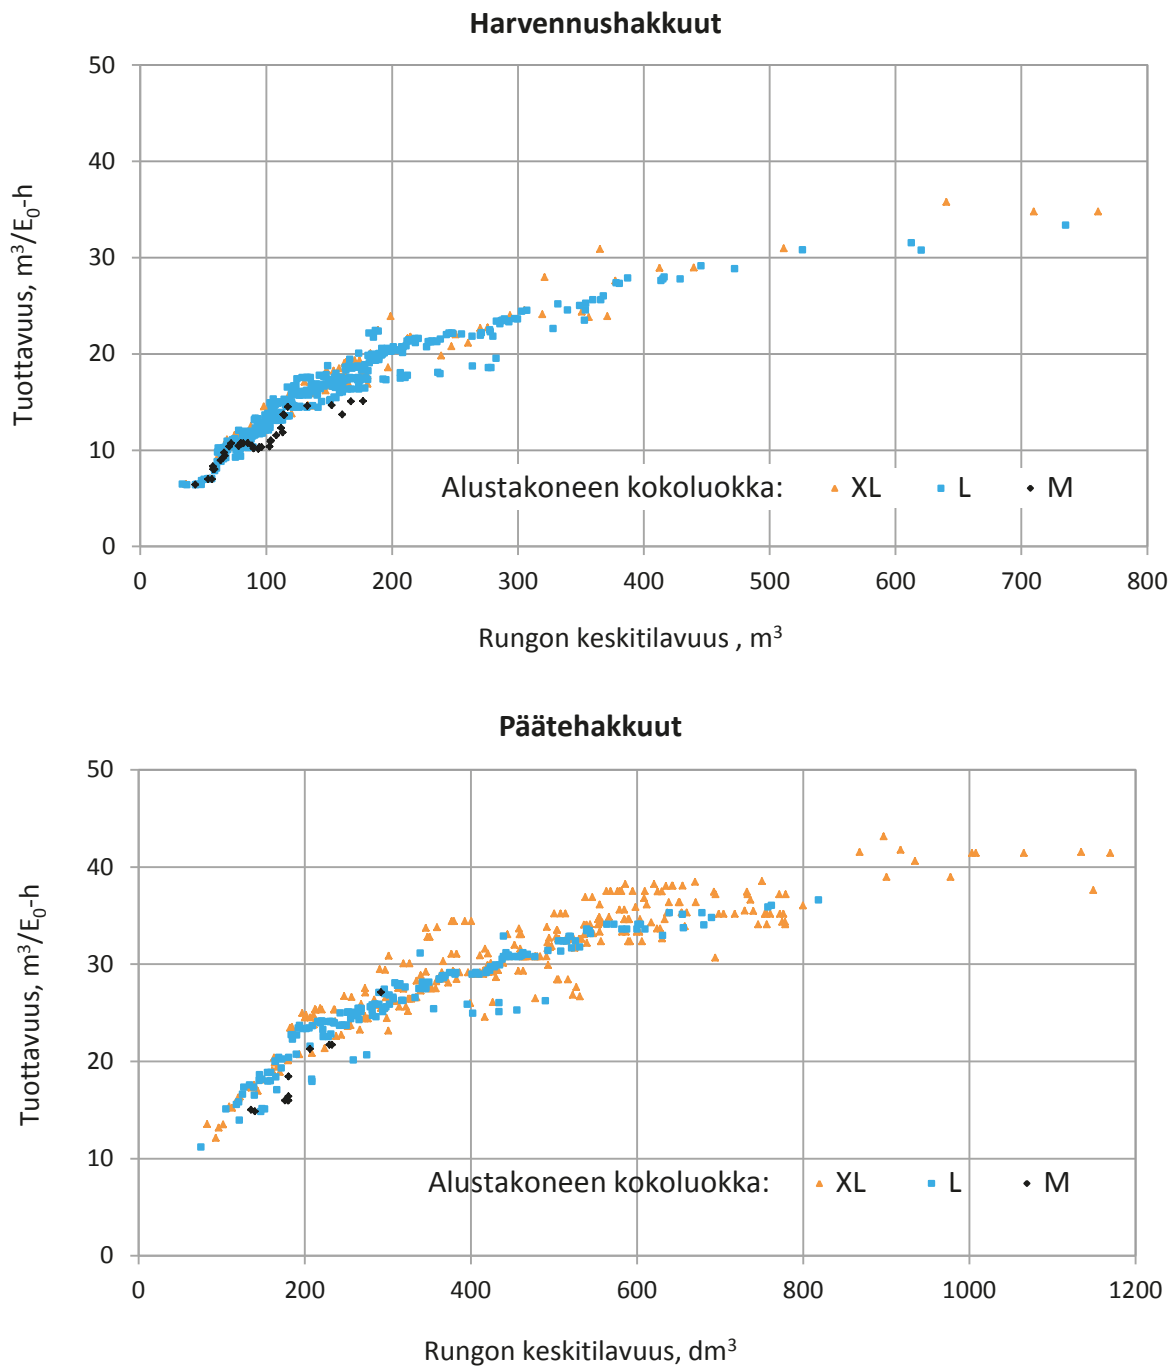 Harvennushakkuut
50
40
30
20
10
0
Tuottavuus, m³/E₀-h
Alustakoneen kokoluokka: XL L M
0 100 200 300 400 500 600 700 800
Rungon keskitilavuus , m³
Päätehakkuut
50
40
30
20
10
0
Tuottavuus, m³/E₀-h
Alustakoneen kokoluokka: XL L M
0 200 400 600 800 1000 1200
Rungon keskitilavuus, dm³